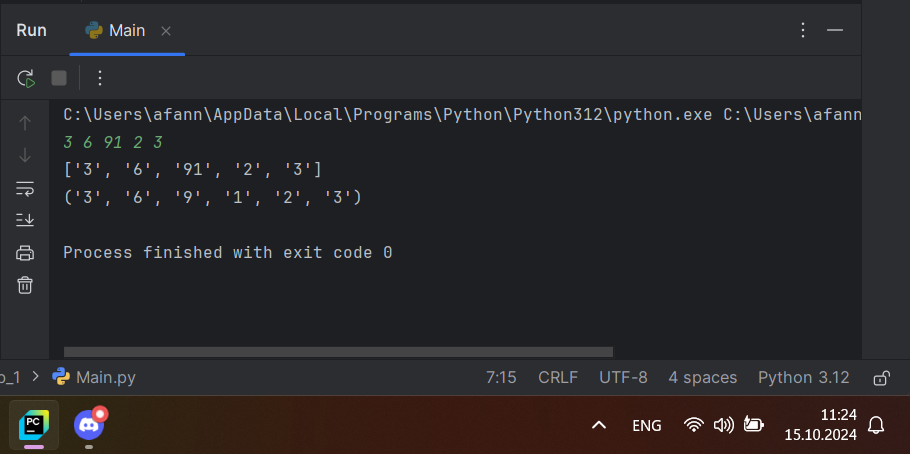 Run Main
C:\Users\afann\AppData\Local\Programs\Python\Python312\python.exe C:\Users\afann
3 6 91 2 3
['3', '6', '91', '2', '3']
('3', '6', '9', '1', '2', '3')
Process finished with exit code 0
_1 > Main.py 7:15 CRLF UTF-8 4 spaces Python 3.12
PC ENG 11:24
15.10.2024